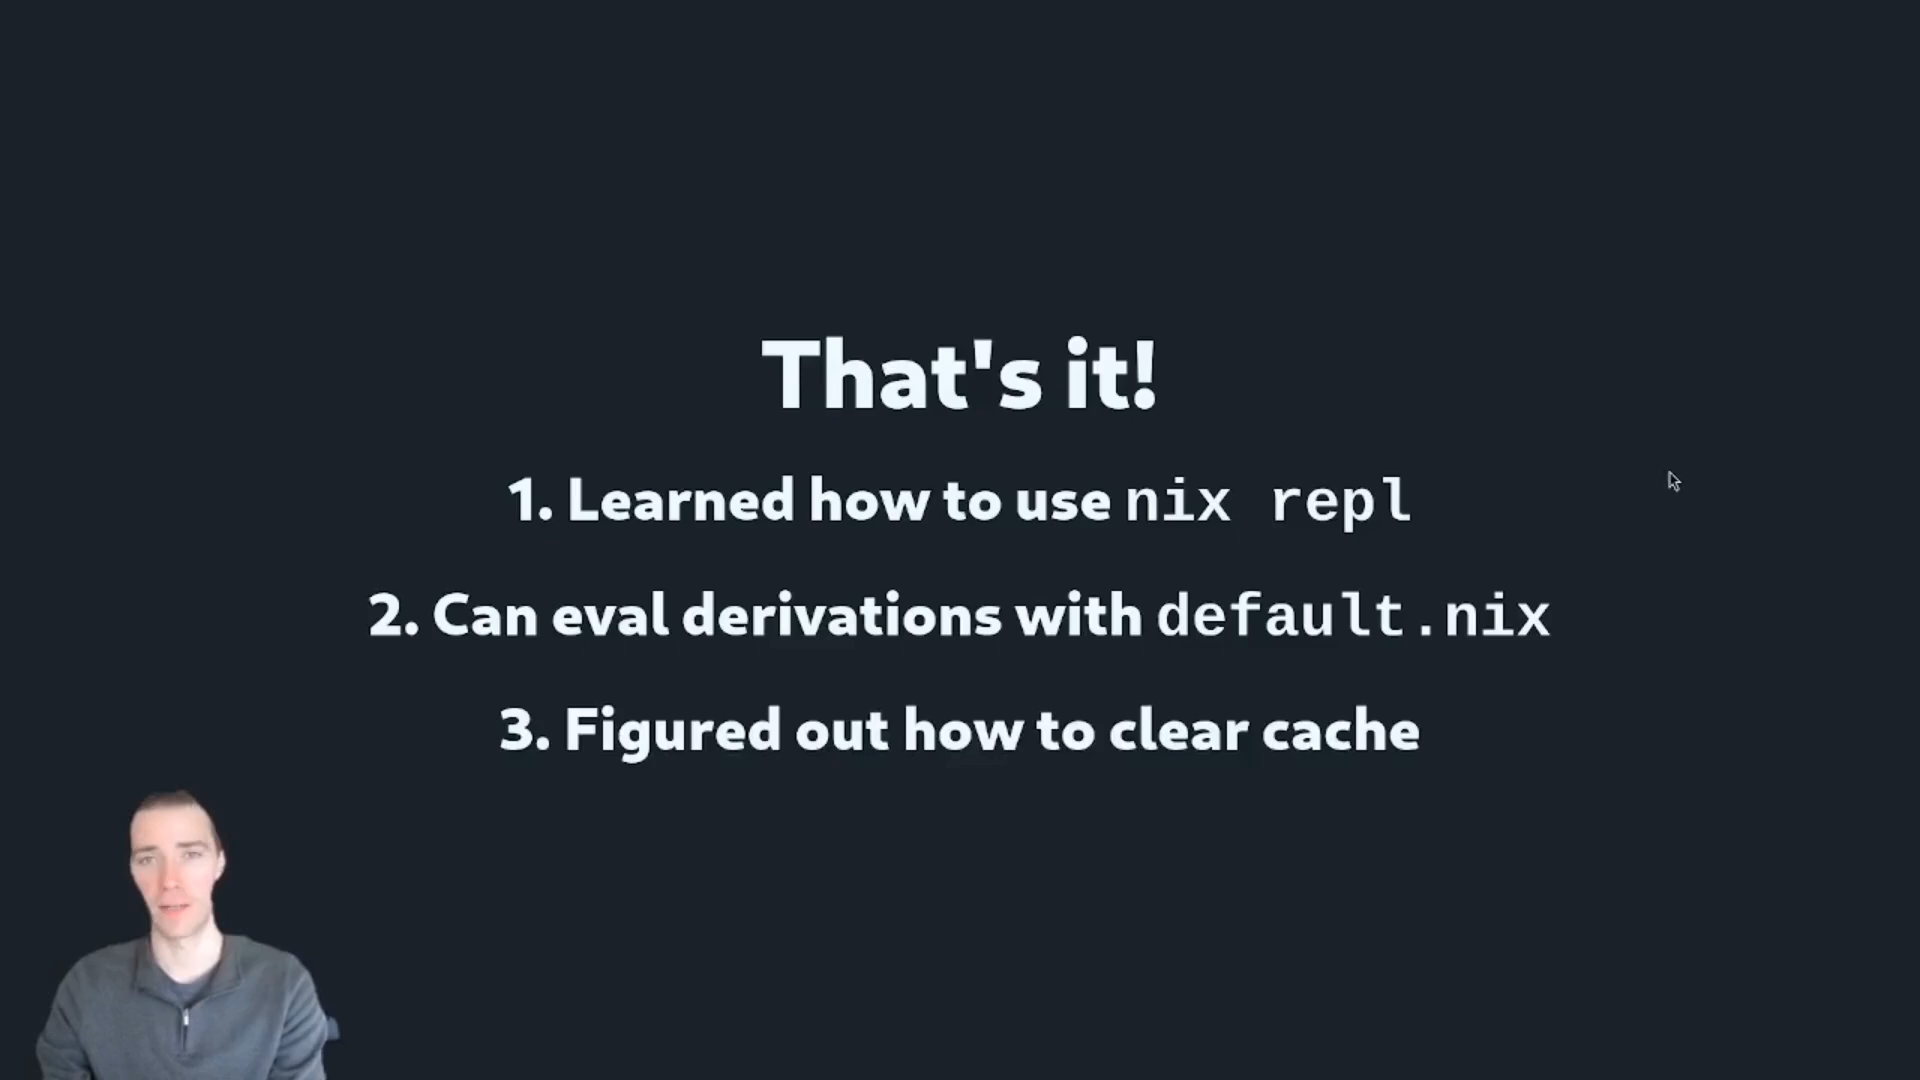 That's it!
1. Learned how to use nix repl
2. Can eval derivations with default.nix
3. Figured out how to clear cache